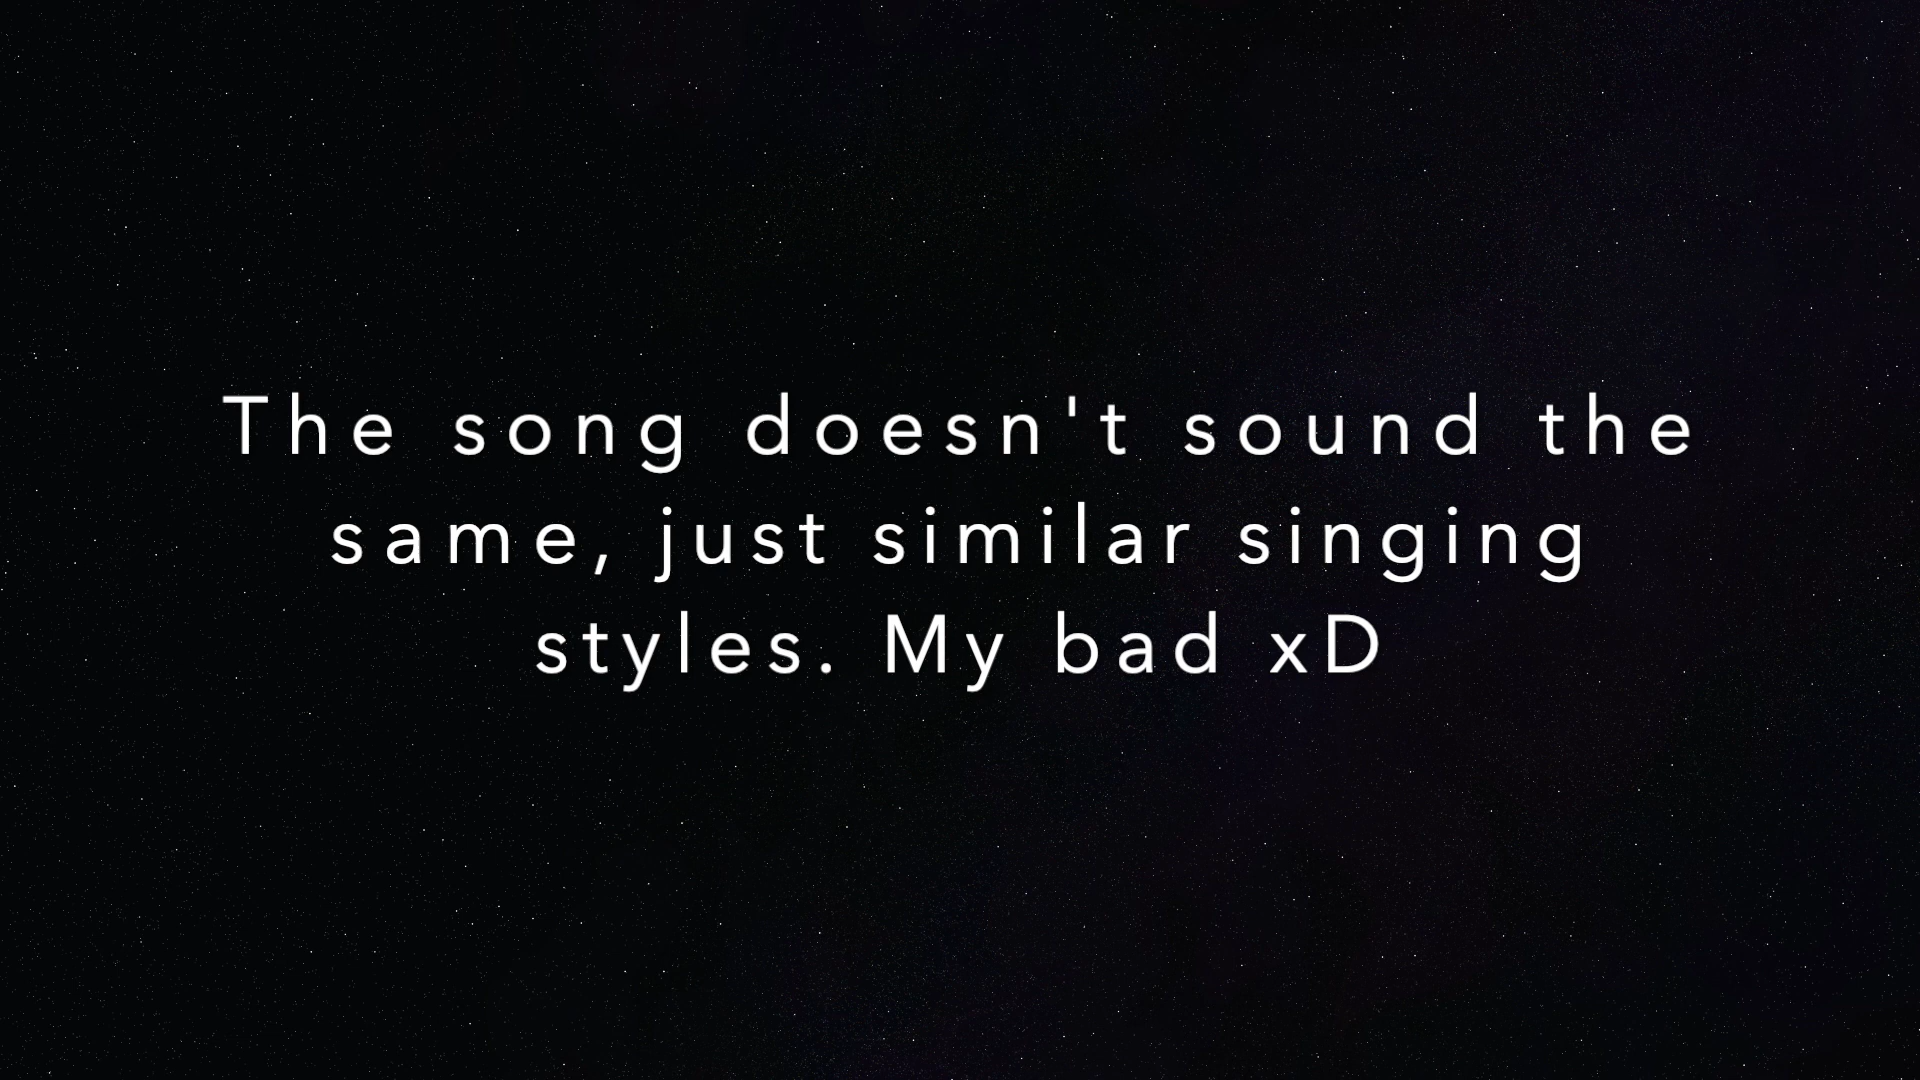 The song doesn't sound the
same, just similar singing
styles. My bad xD